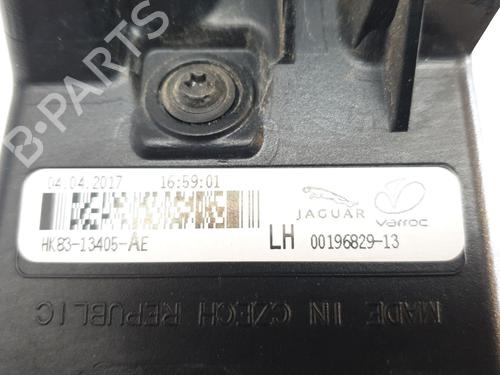 B-PARTS
04.04.2017 16:59:01
JAGUAR varroc
HK83-13405-AE LH 00196829-13
MADE IN CZECH REPUBLIC